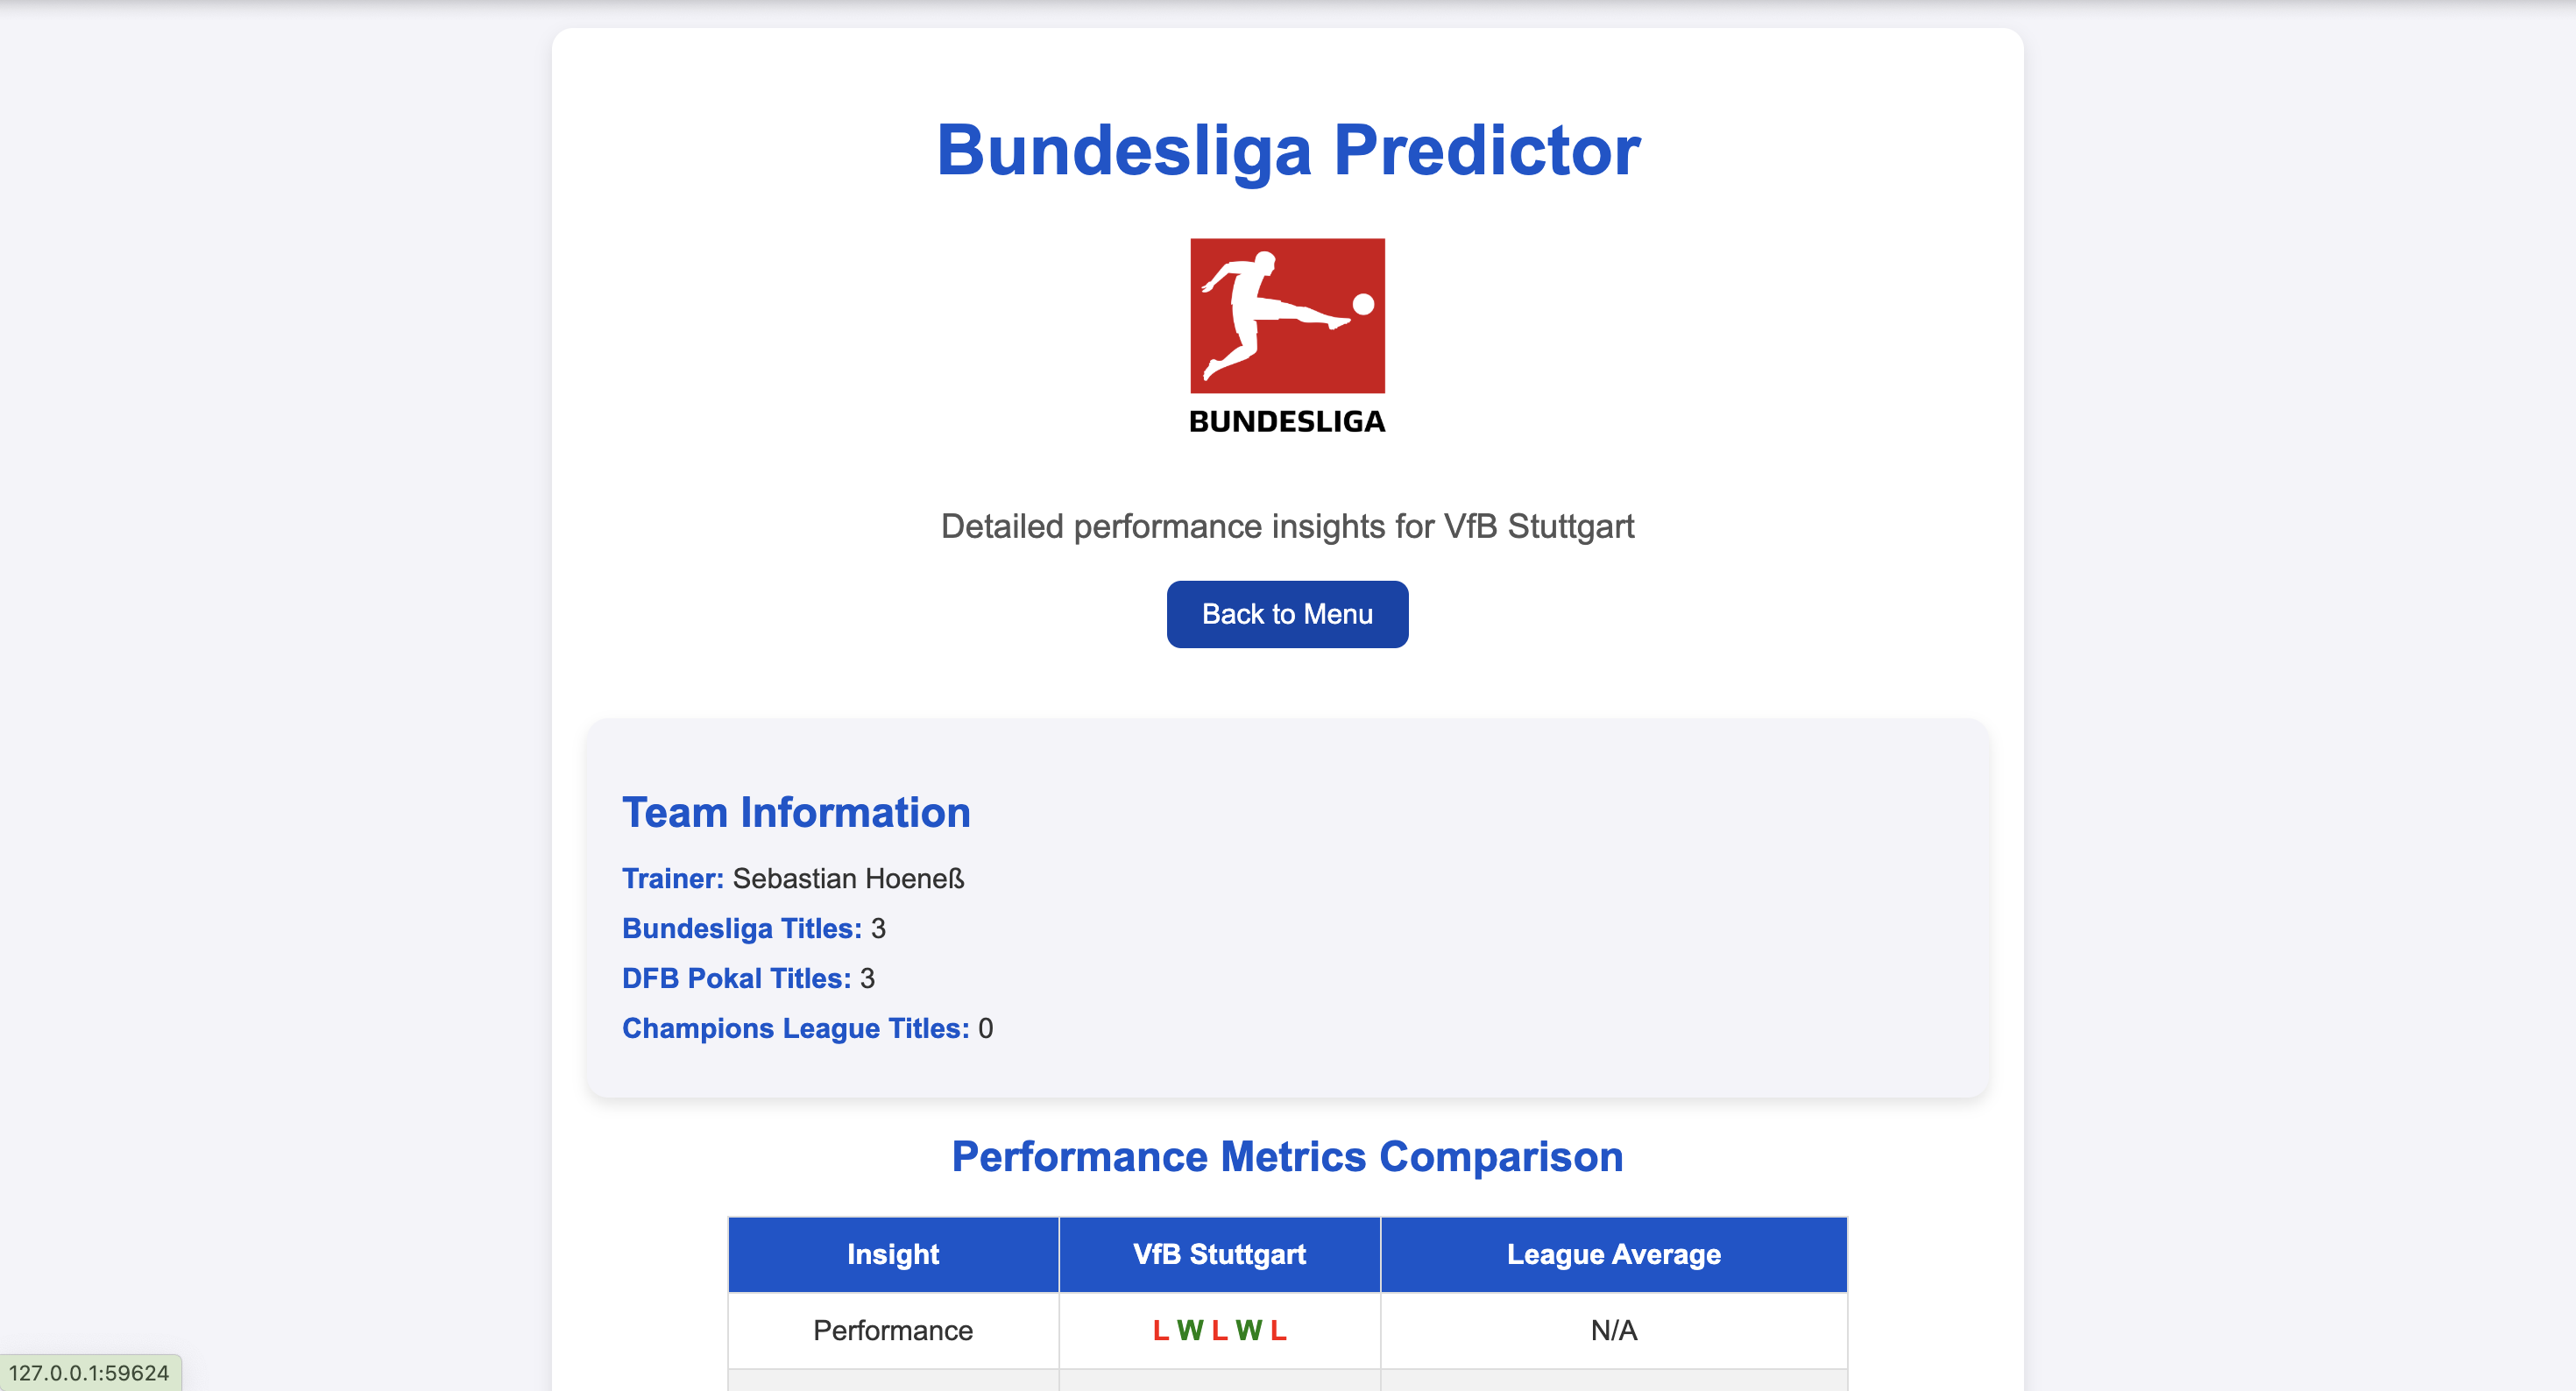 Bundesliga Predictor
BUNDESLIGA
Detailed performance insights for VfB Stuttgart
Back to Menu
Team Information
Trainer: Sebastian Hoeneß
Bundesliga Titles: 3
DFB Pokal Titles: 3
Champions League Titles: 0
Performance Metrics Comparison
Insight VfB Stuttgart League Average
Performance L W L W L N/A
127.0.0.1:59624